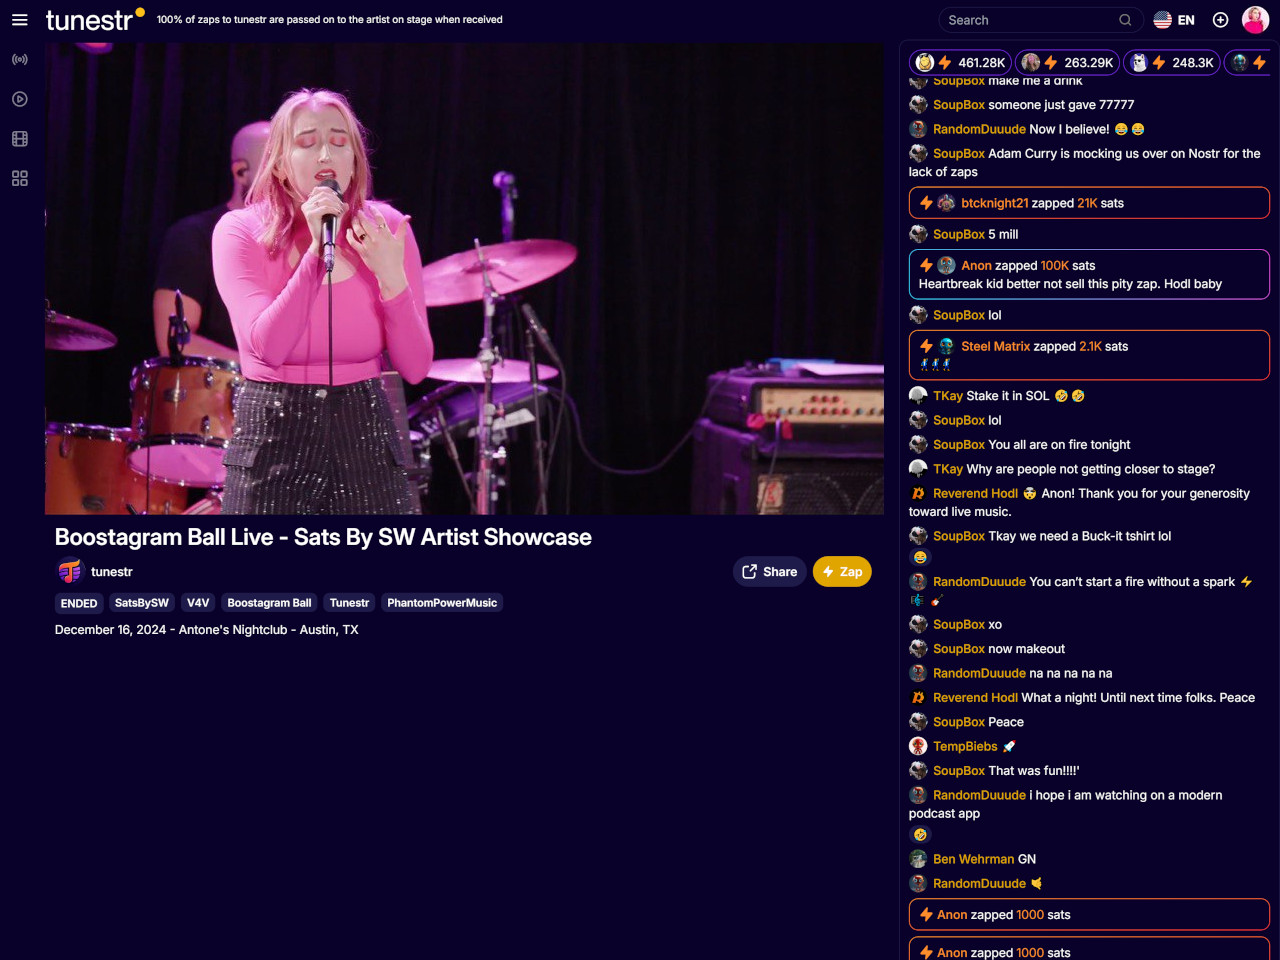 tunestr
100% of zaps to tunestr are passed on to the artist on stage when received
Search
EN
461.28K
263.29K
248.3K
SoupBox make me a drink
SoupBox someone just gave 77777
RandomDuuude Now I believe! 😂 😂
SoupBox Adam Curry is mocking us over on Nostr for the
lack of zaps
btcknight21 zapped 21K sats
SoupBox 5 mill
Anon zapped 100K sats
Heartbreak kid better not sell this pity zap. Hodl baby
SoupBox lol
Steel Matrix zapped 2.1K sats
TKay Stake it in SOL 🤣 🤣
SoupBox lol
SoupBox You all are on fire tonight
TKay Why are people not getting closer to stage?
Reverend Hodl 🤯 Anon! Thank you for your generosity
toward live music.
SoupBox Tkay we need a Buck-it tshirt lol
😂
RandomDuuude You can't start a fire without a spark ⚡
SoupBox xo
SoupBox now makeout
RandomDuuude na na na na na
Reverend Hodl What a night! Until next time folks. Peace
SoupBox Peace
TempBiebs 🚀
SoupBox That was fun!!!!'
RandomDuuude i hope i am watching on a modern
podcast app
🤣
Ben Wehrman GN
RandomDuuude 🤙
Anon zapped 1000 sats
Anon zapped 1000 sats
Boostagram Ball Live - Sats By SW Artist Showcase
tunestr
Share
Zap
ENDED
SatsBySW
V4V
Boostagram Ball
Tunestr
PhantomPowerMusic
December 16, 2024 - Antone's Nightclub - Austin, TX